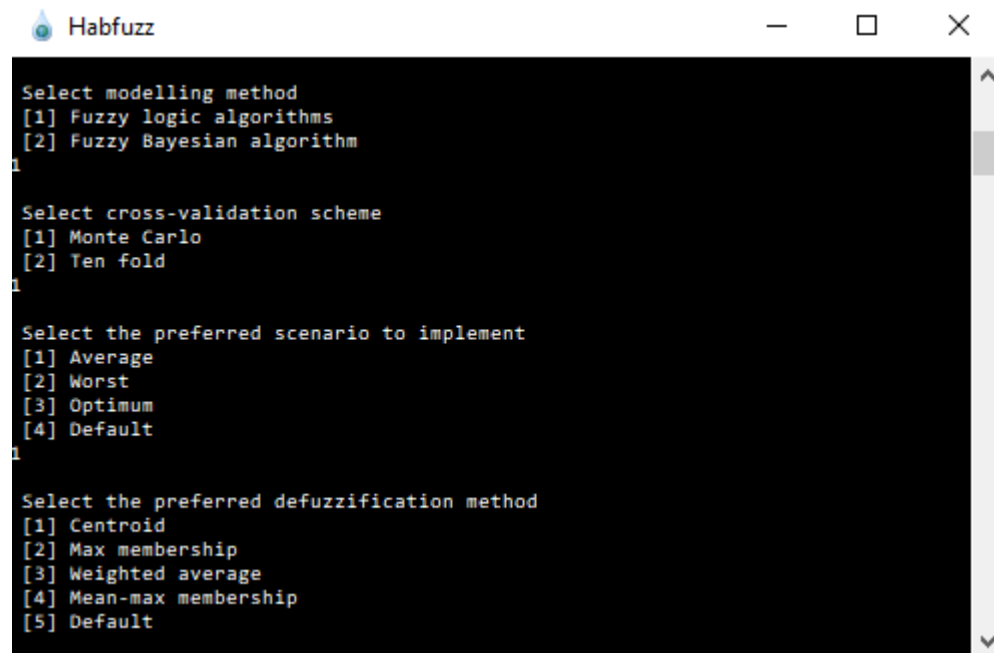 Habfuzz
Select modelling method
[1] Fuzzy logic algorithms
[2] Fuzzy Bayesian algorithm
1
Select cross-validation scheme
[1] Monte Carlo
[2] Ten fold
1
Select the preferred scenario to implement
[1] Average
[2] Worst
[3] Optimum
[4] Default
1
Select the preferred defuzzification method
[1] Centroid
[2] Max membership
[3] Weighted average
[4] Mean-max membership
[5] Default